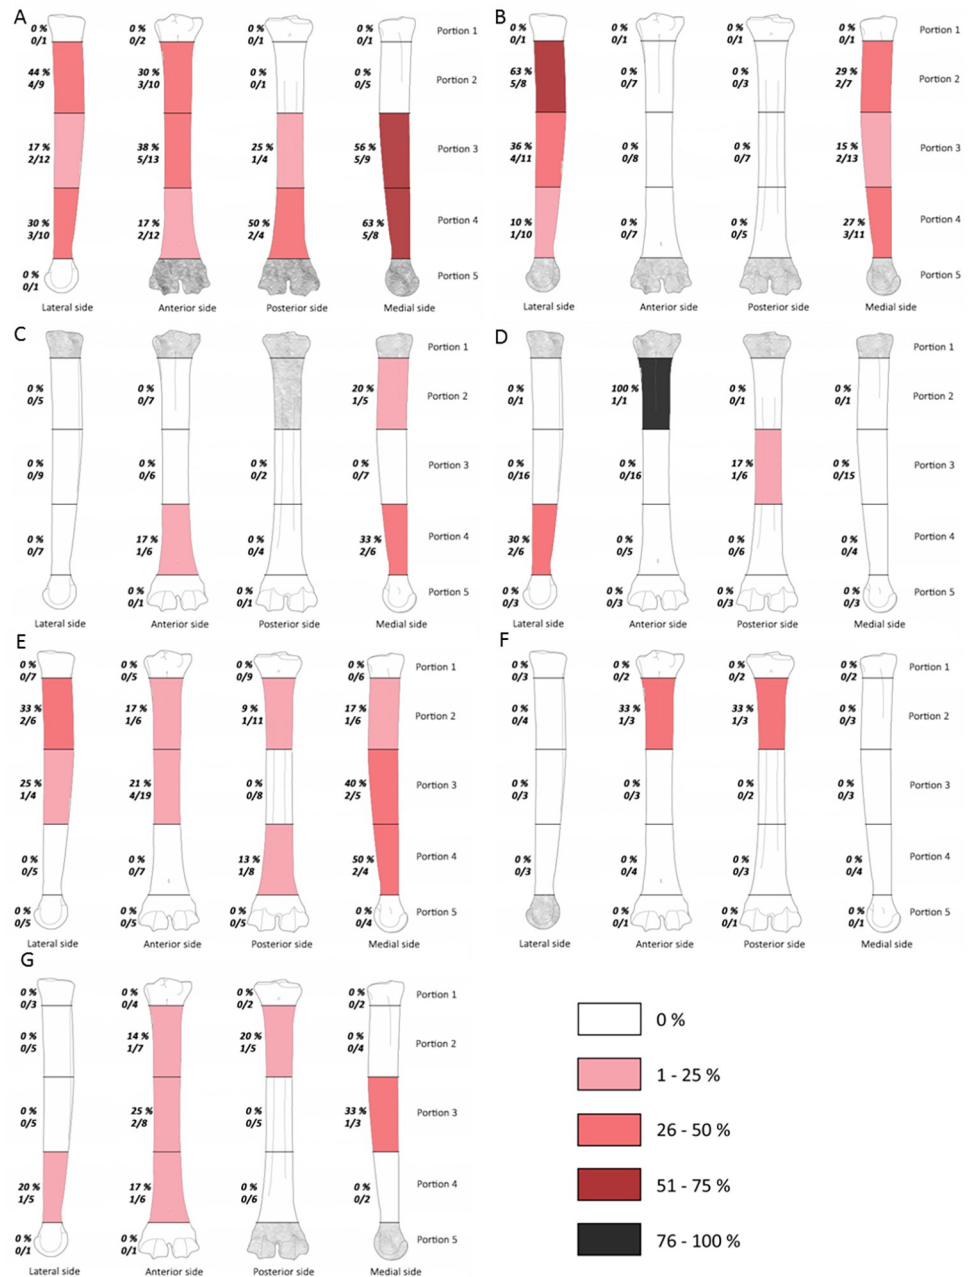 A
0 % 0/1 0 % 0/2 0 % 0/1 0 % 0/1 Portion 1
44 % 4/9 30 % 3/10 0 % 0/1 0 % 0/5 Portion 2
17 % 2/12 38 % 5/13 25 % 1/4 56 % 5/9 Portion 3
30 % 3/10 17 % 2/12 50 % 2/4 63 % 5/8 Portion 4
0 % 0/1 Portion 5
Lateral side Anterior side Posterior side Medial side
B
0 % 0/1 0 % 0/1 0 % 0/1 0 % 0/1 Portion 1
63 % 5/8 0 % 0/7 0 % 0/3 29 % 2/7 Portion 2
36 % 4/11 0 % 0/8 0 % 0/7 15 % 2/13 Portion 3
10 % 1/10 0 % 0/7 0 % 0/5 27 % 3/11 Portion 4
Portion 5
Lateral side Anterior side Posterior side Medial side
C
Portion 1
0 % 0/5 0 % 0/7 20 % 1/5 Portion 2
0 % 0/9 0 % 0/6 0 % 0/2 0 % 0/7 Portion 3
0 % 0/7 17 % 1/6 0 % 0/4 33 % 2/6 Portion 4
0 % 0/1 0 % 0/1 Portion 5
Lateral side Anterior side Posterior side Medial side
D
Portion 1
0 % 0/1 100 % 1/1 0 % 0/1 0 % 0/1 Portion 2
0 % 0/16 0 % 0/16 17 % 1/6 0 % 0/15 Portion 3
30 % 2/6 0 % 0/5 0 % 0/6 0 % 0/4 Portion 4
0 % 0/3 0 % 0/3 0 % 0/3 0 % 0/3 Portion 5
Lateral side Anterior side Posterior side Medial side
E
0 % 0/7 0 % 0/5 0 % 0/9 0 % 0/6 Portion 1
33 % 2/6 17 % 1/6 9 % 1/11 17 % 1/6 Portion 2
25 % 1/4 21 % 4/19 0 % 0/8 40 % 2/5 Portion 3
0 % 0/5 0 % 0/7 13 % 1/8 50 % 2/4 Portion 4
0 % 0/5 0 % 0/5 0 % 0/5 0 % 0/4 Portion 5
Lateral side Anterior side Posterior side Medial side
F
0 % 0/3 0 % 0/2 0 % 0/2 0 % 0/2 Portion 1
0 % 0/4 33 % 1/3 33 % 1/3 0 % 0/3 Portion 2
0 % 0/3 0 % 0/3 0 % 0/2 0 % 0/3 Portion 3
0 % 0/3 0 % 0/4 0 % 0/3 0 % 0/4 Portion 4
0 % 0/1 0 % 0/1 0 % 0/1 Portion 5
Lateral side Anterior side Posterior side Medial side
G
0 % 0/3 0 % 0/4 0 % 0/2 0 % 0/2 Portion 1
0 % 0/5 14 % 1/7 20 % 1/5 0 % 0/4 Portion 2
0 % 0/5 25 % 2/8 0 % 0/5 33 % 1/3 Portion 3
20 % 1/5 17 % 1/6 0 % 0/6 0 % 0/2 Portion 4
0 % 0/1 0 % 0/1 Portion 5
Lateral side Anterior side Posterior side Medial side
0 %
1 - 25 %
26 - 50 %
51 - 75 %
76 - 100 %